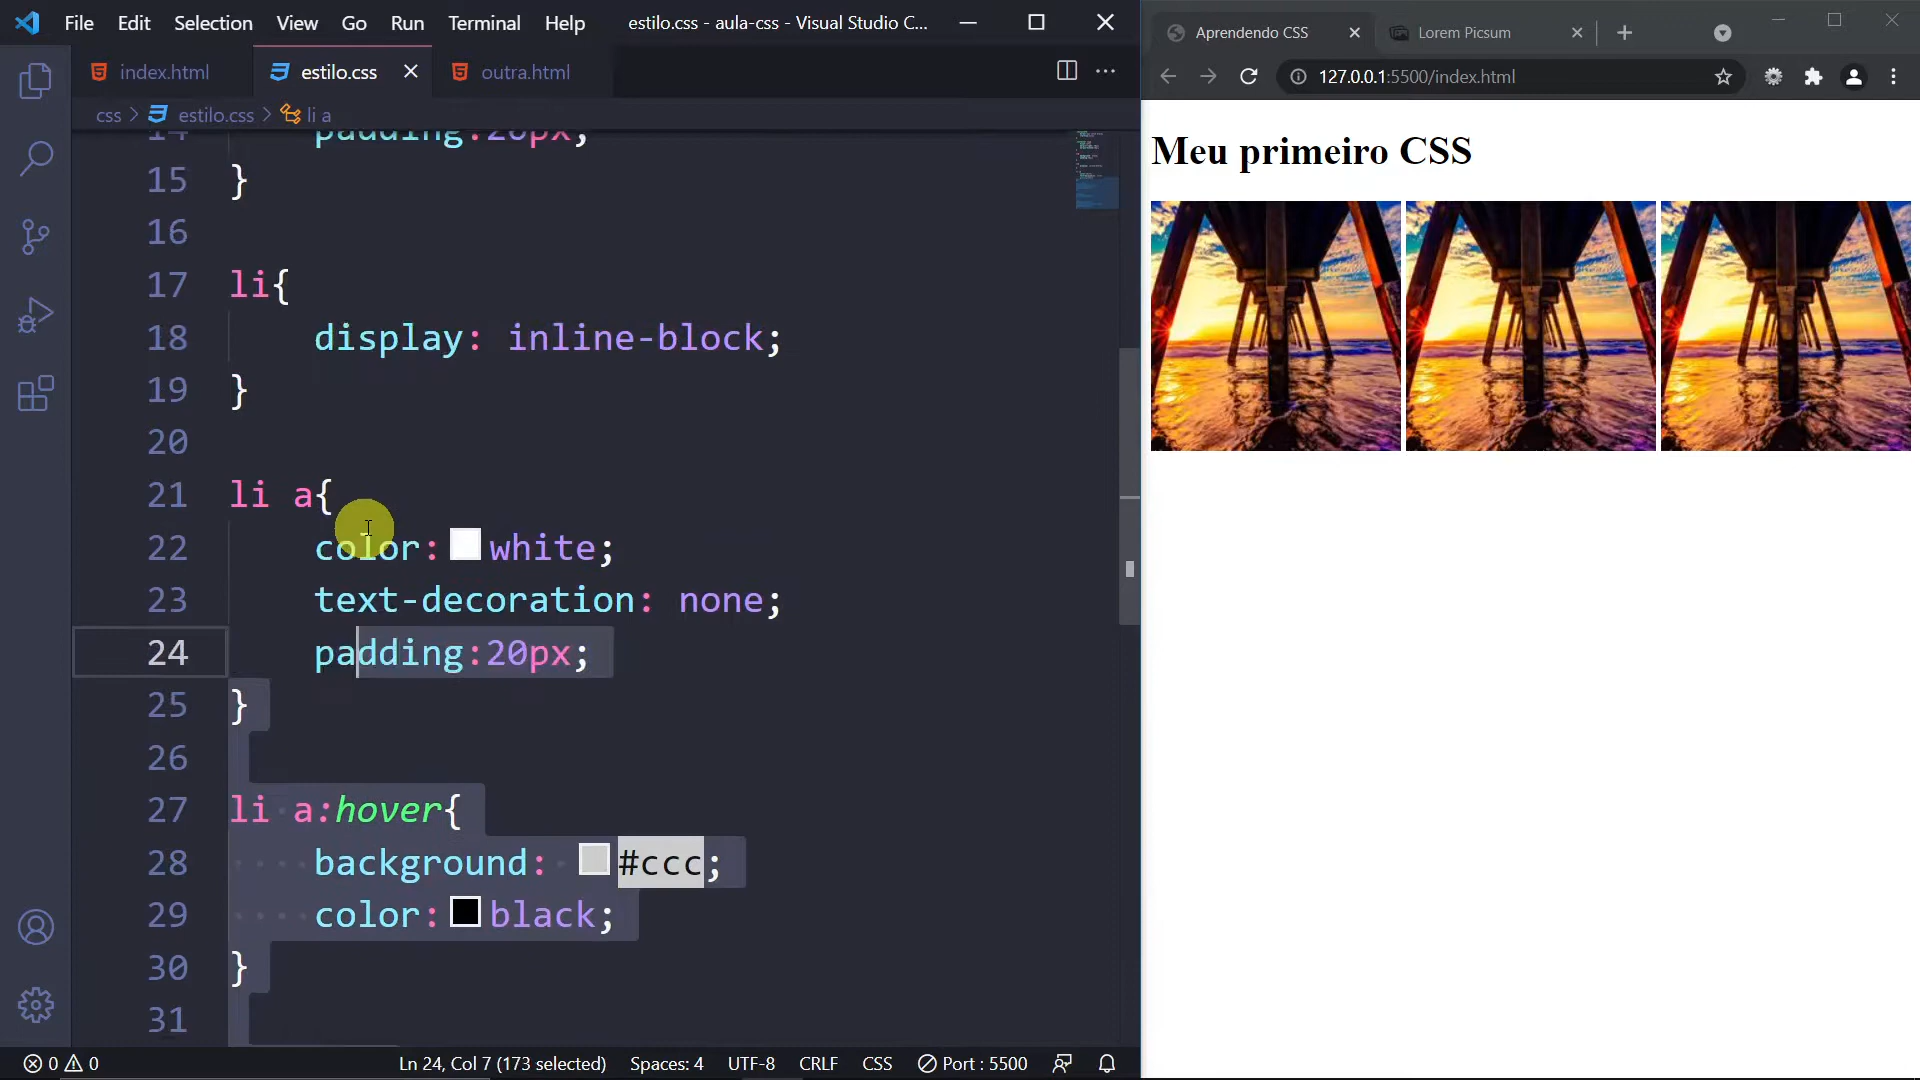 File Edit Selection View Go Run Terminal Help estilo.css - aula-css - Visual Studio C...
index.html estilo.css outra.html
css > estilo.css > li a
14 padding:20px;
15 }
16
17 li{
18 display: inline-block;
19 }
20
21 li a{
22 color: white;
23 text-decoration: none;
24 padding:20px;
25 }
26
27 li a:hover{
28 background: #ccc;
29 color: black;
30 }
31
0 0 Ln 24, Col 7 (173 selected) Spaces: 4 UTF-8 CRLF CSS Port : 5500
Aprendendo CSS Lorem Picsum
127.0.0.1:5500/index.html
Meu primeiro CSS